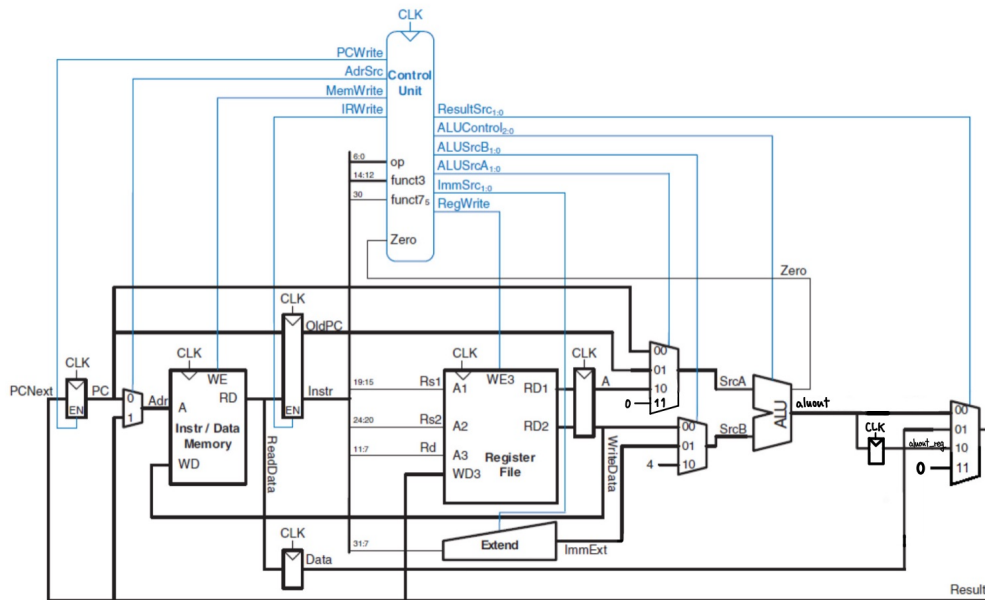 CLK
PCWrite
AdrSrc
MemWrite
IRWrite
Control
Unit
ResultSrc1:0
ALUControl2:0
ALUSrcB1:0
ALUSrcA1:0
ImmSrc1:0
RegWrite
6:0
op
14:12
funct3
30
funct75
Zero
Zero
CLK
OldPC
CLK
CLK
CLK
CLK
PCNext
EN
PC
0
1
Adr
WE
A
RD
Instr / Data
Memory
WD
EN
Instr
ReadData
19:15
Rs1
A1
WE3
RD1
24:20
Rs2
A2
RD2
11:7
Rd
A3
WD3
Register
File
A
WriteData
00
01
10
0
11
SrcA
00
01
4
10
SrcB
ALU
aluout
CLK
aluout_reg
00
01
10
0
11
31:7
Extend
ImmExt
CLK
Data
Result